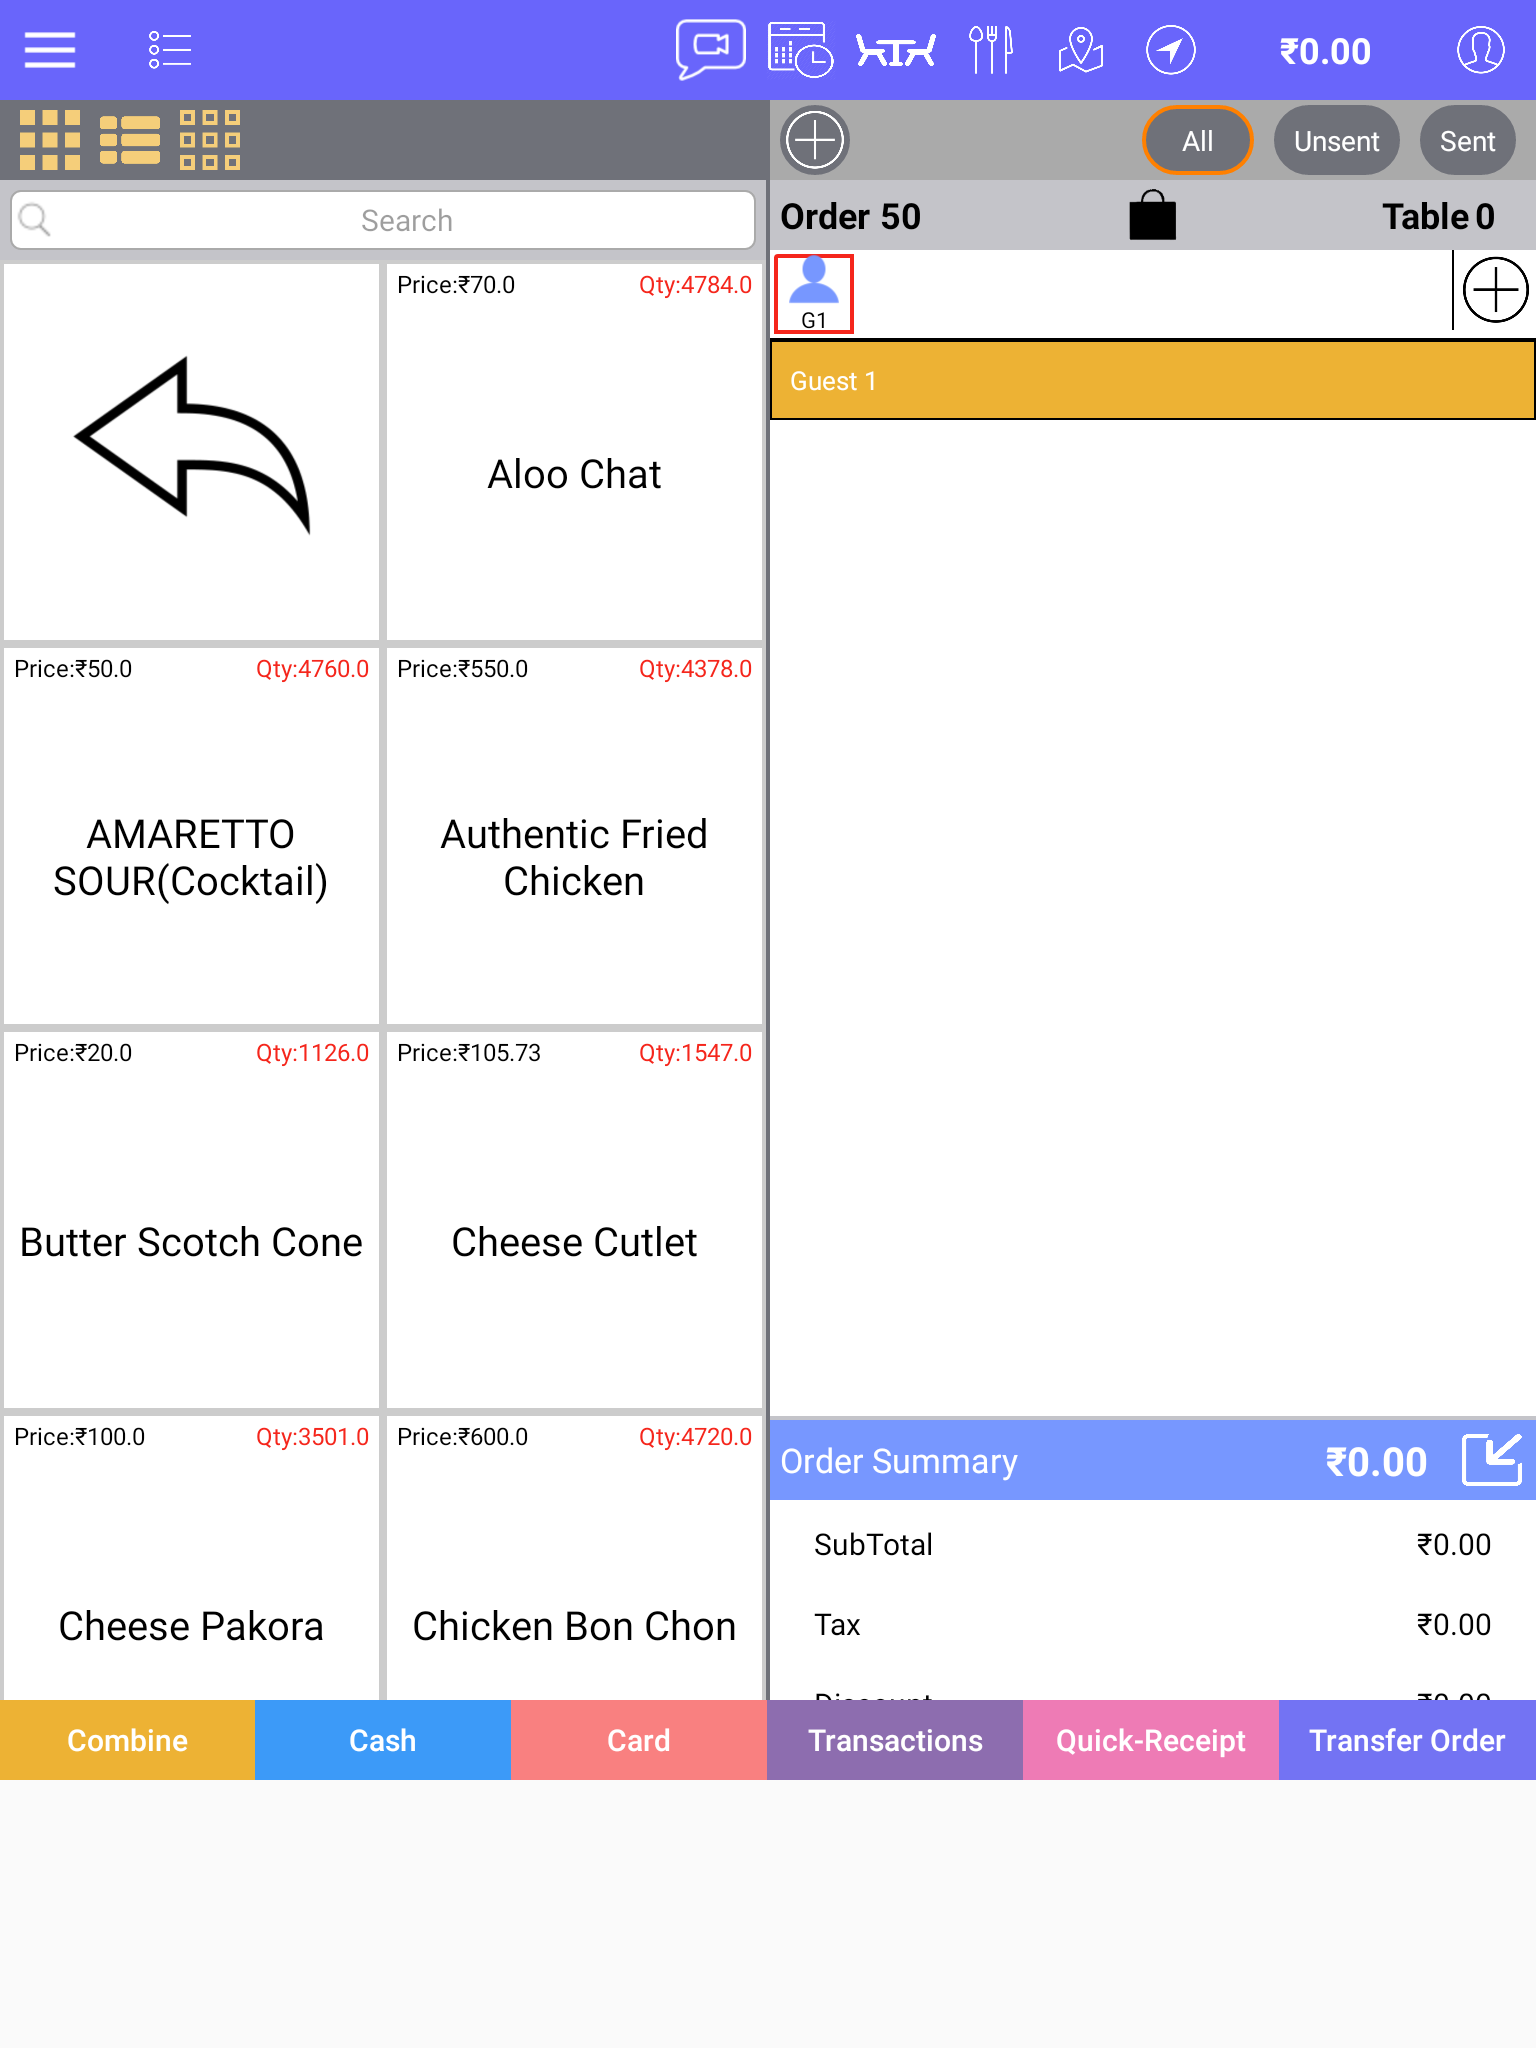 ₹0.00
All
Unsent
Sent
Search
Order 50
Table 0
G1
Guest 1
Price:₹70.0
Qty:4784.0
Aloo Chat
Price:₹50.0
Qty:4760.0
AMARETTO
SOUR(Cocktail)
Price:₹550.0
Qty:4378.0
Authentic Fried
Chicken
Price:₹20.0
Qty:1126.0
Butter Scotch Cone
Price:₹105.73
Qty:1547.0
Cheese Cutlet
Price:₹100.0
Qty:3501.0
Cheese Pakora
Price:₹600.0
Qty:4720.0
Chicken Bon Chon
Order Summary
₹0.00
SubTotal
₹0.00
Tax
₹0.00
Discount
₹0.00
Combine
Cash
Card
Transactions
Quick-Receipt
Transfer Order